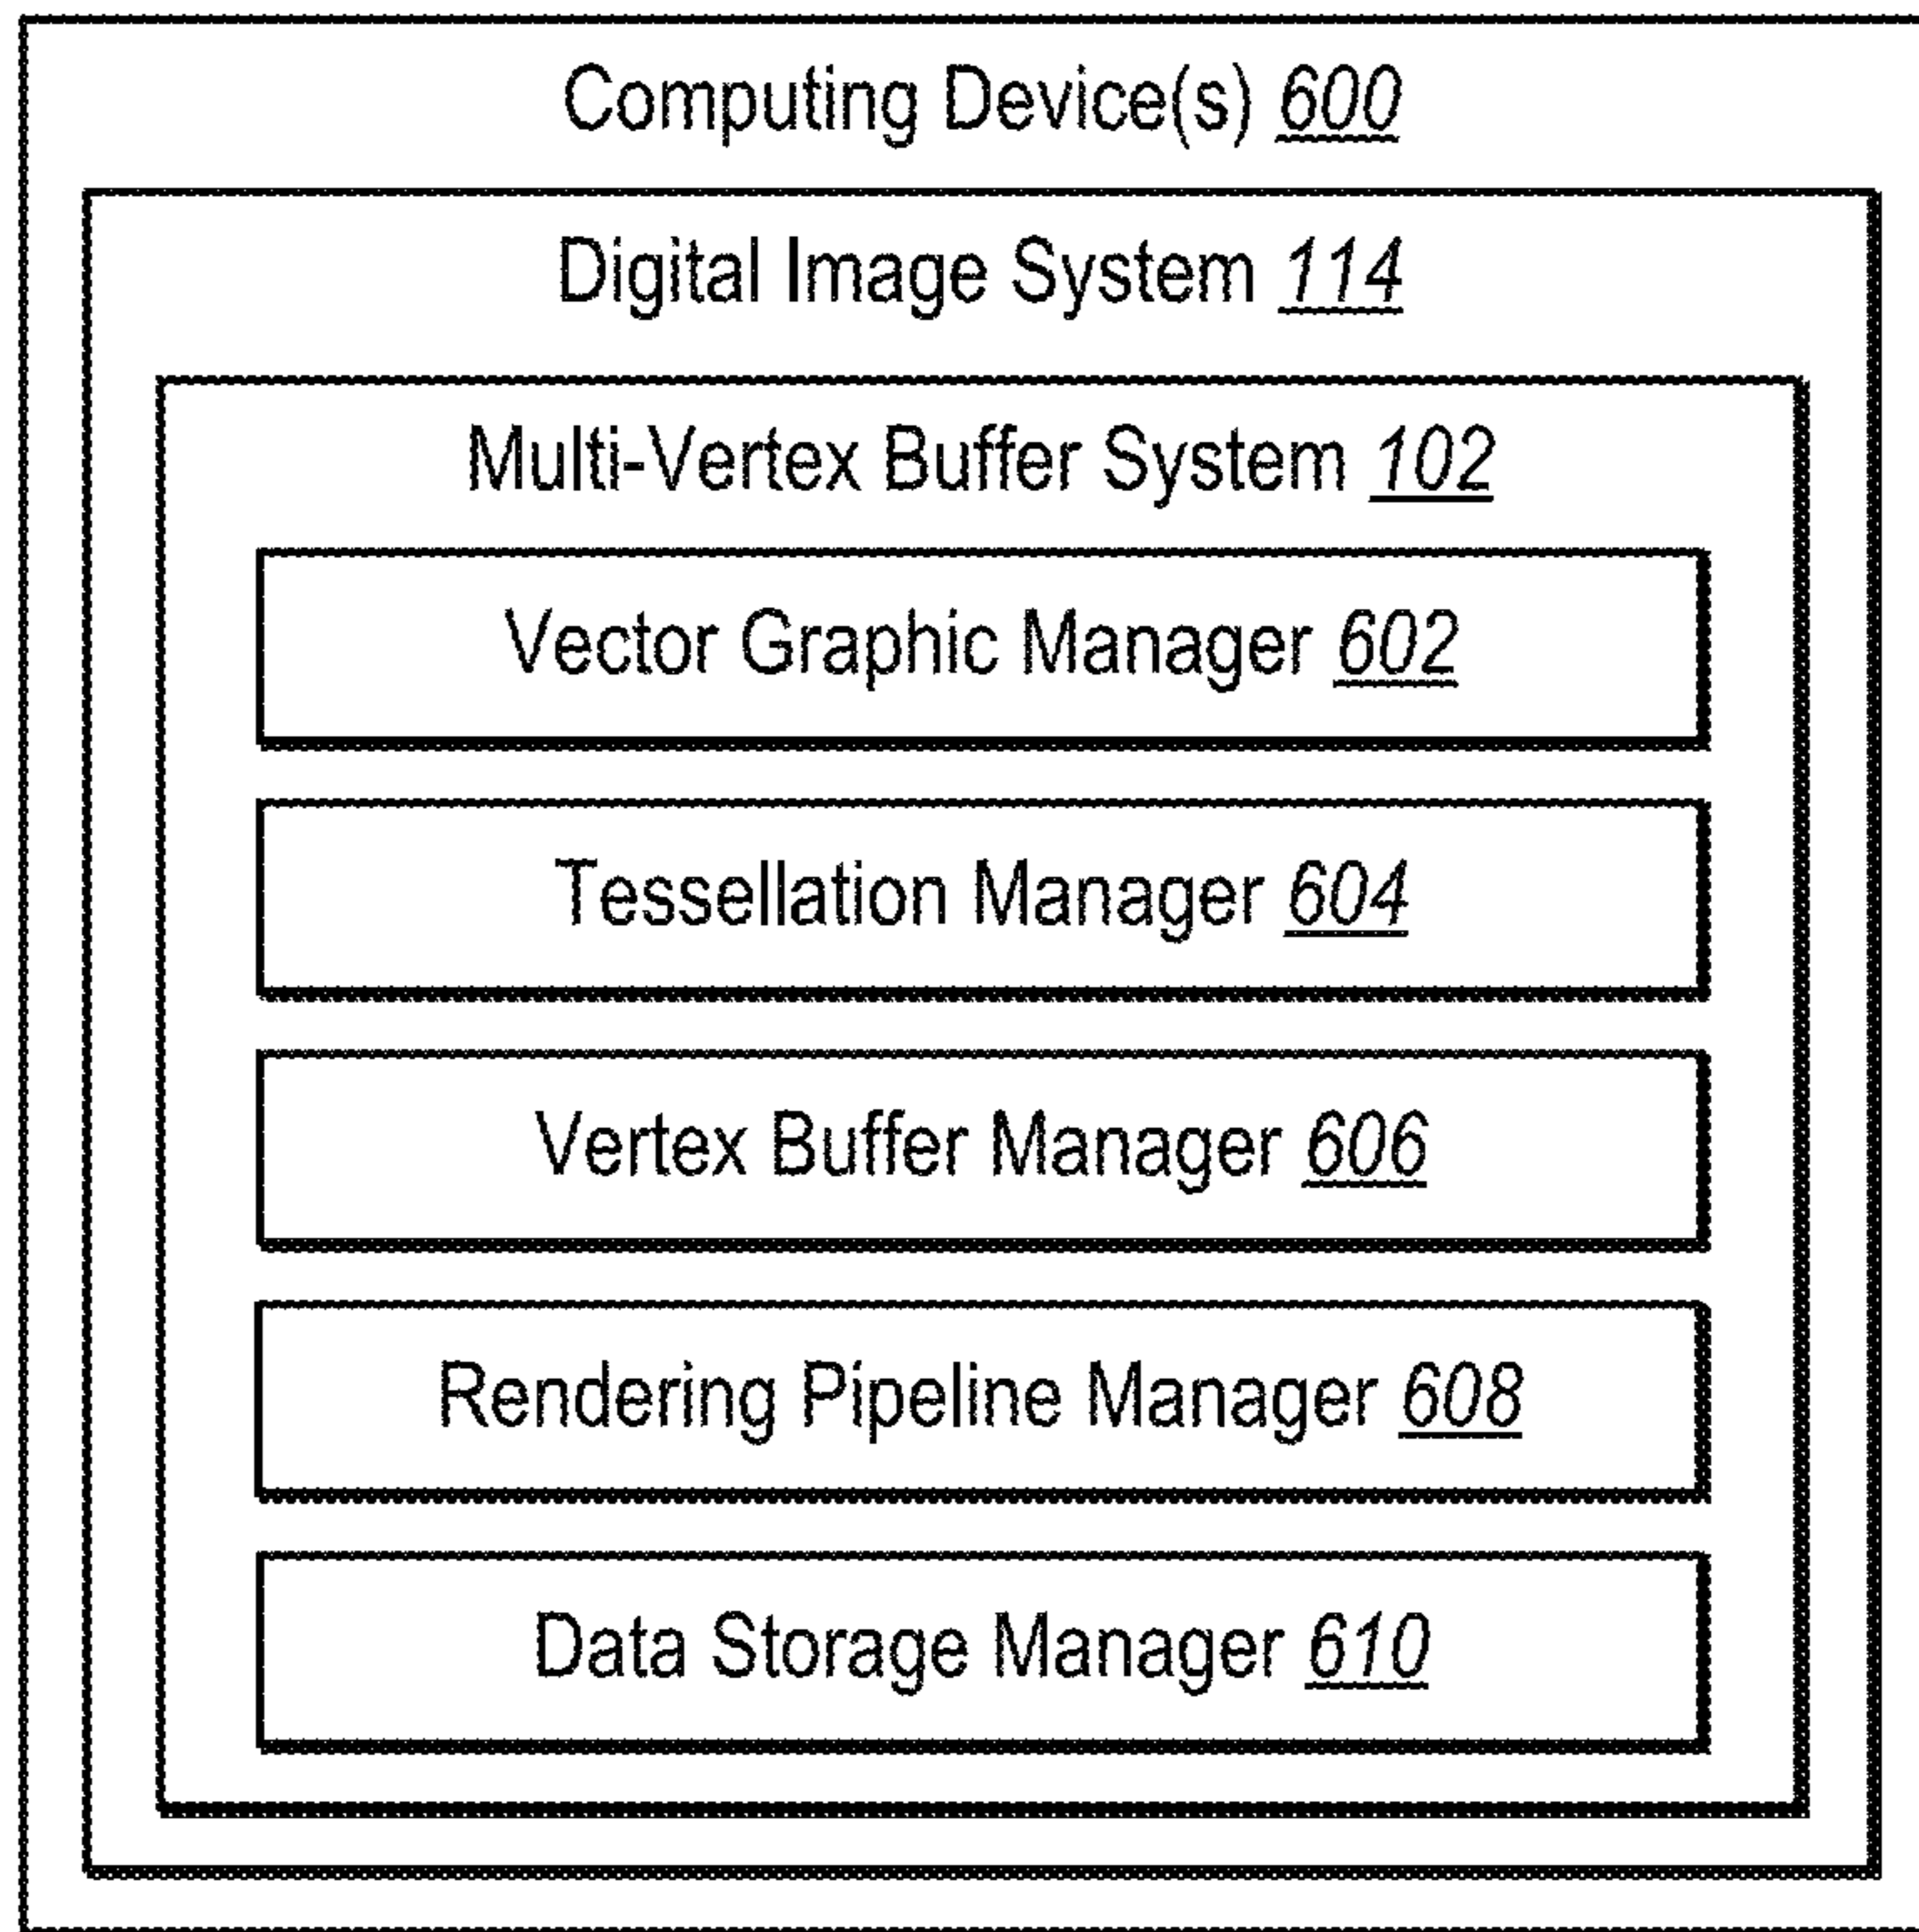 Computing Device(s) 600
Digital Image System 114
Multi-Vertex Buffer System 102
Vector Graphic Manager 602
Tessellation Manager 604
Vertex Buffer Manager 606
Rendering Pipeline Manager 608
Data Storage Manager 610